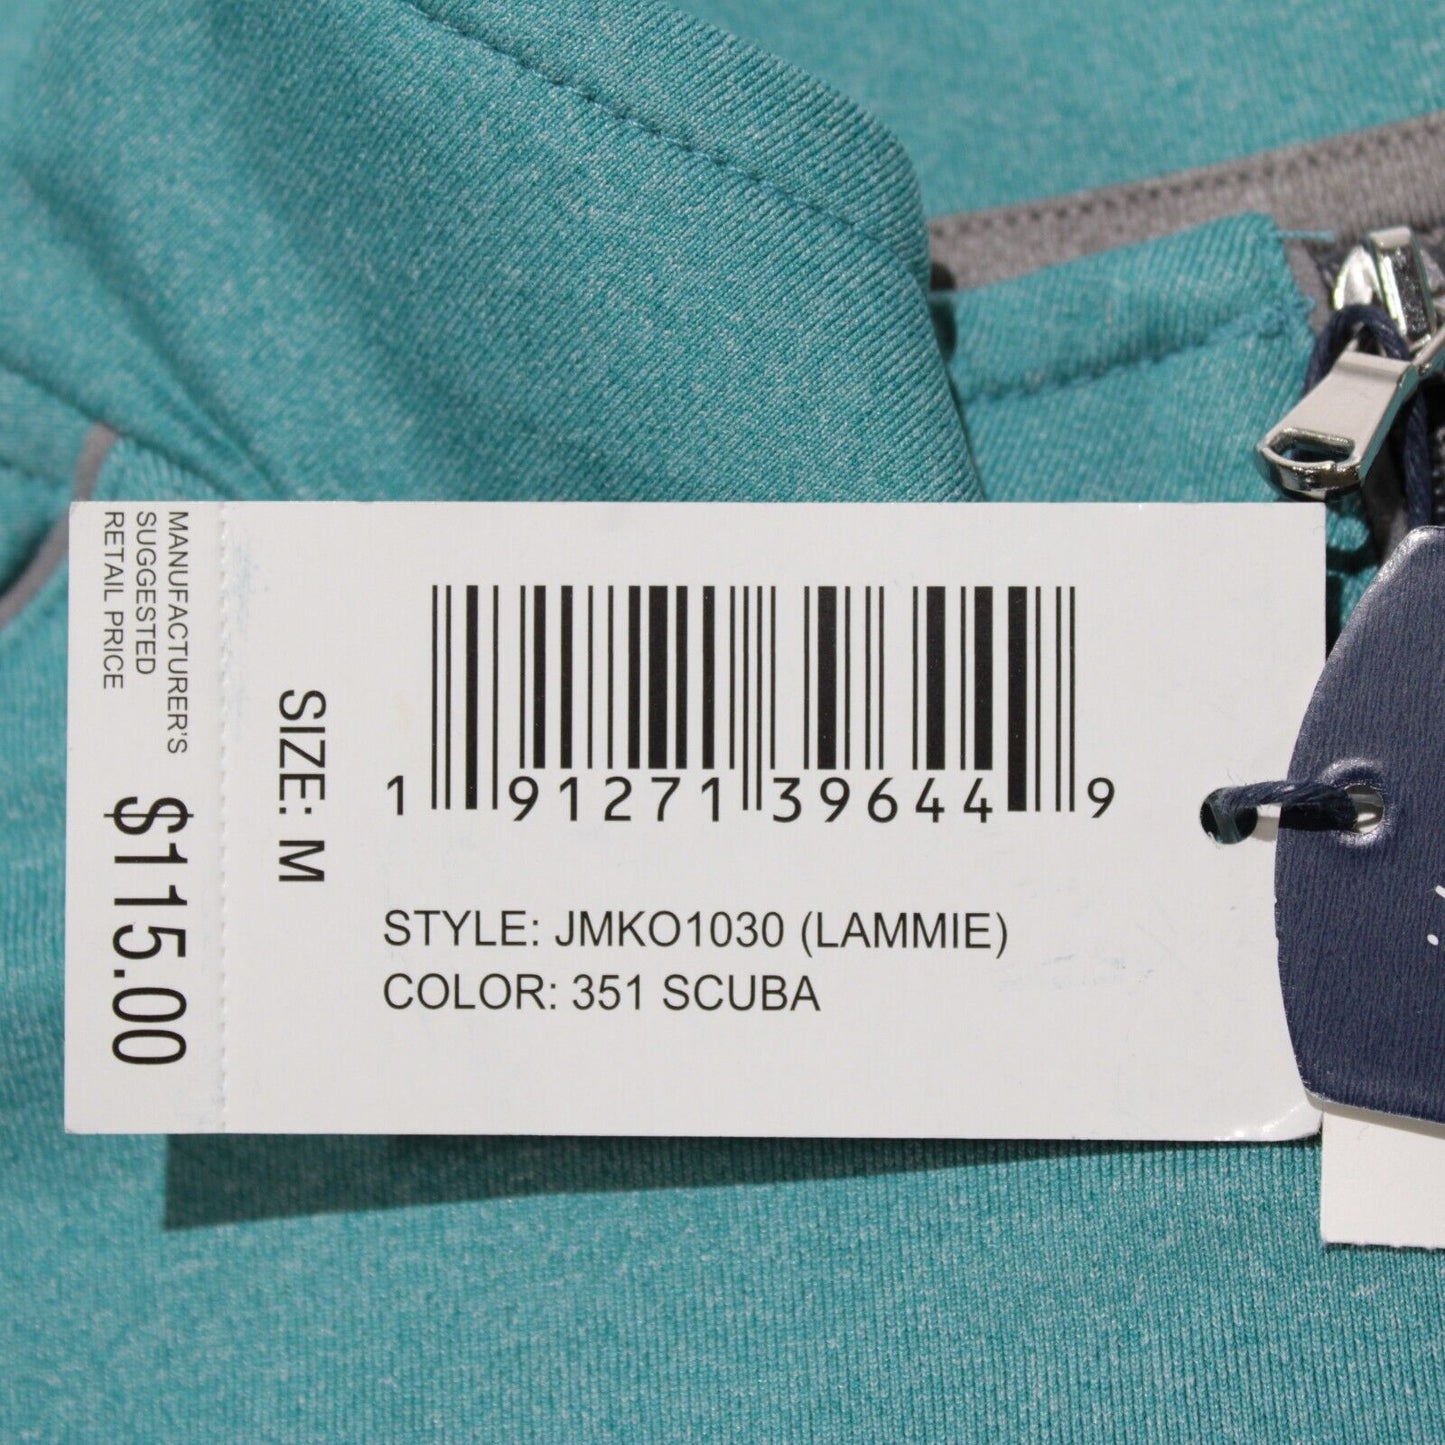 MANUFACTURER'S
SUGGESTED
RETAIL PRICE
$115.00
SIZE: M
1 91271 39644 9
STYLE: JMKO1030 (LAMMIE)
COLOR: 351 SCUBA